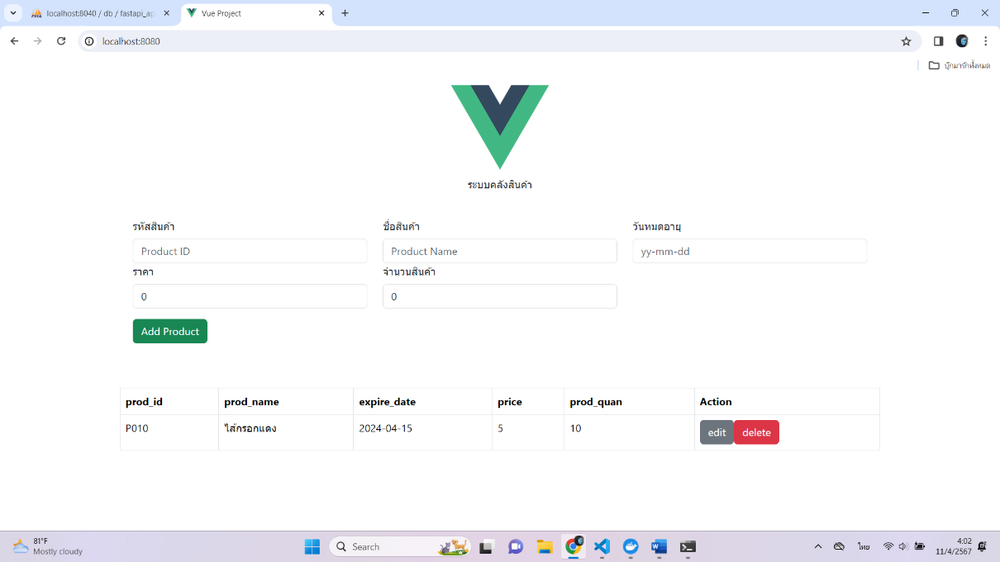 localhost:8040 / db / fastapi_ap
Vue Project
localhost:8080
บุ๊กมาร์กทั้งหมด
ระบบคลังสินค้า
รหัสสินค้า
ชื่อสินค้า
วันหมดอายุ
Product ID
Product Name
yy-mm-dd
ราคา
จำนวนสินค้า
0
0
Add Product
prod_id prod_name expire_date price prod_quan Action
P010 ไส้กรอกแดง 2024-04-15 5 10 edit delete
81°F
Mostly cloudy
Search
ไทย
4:02
11/4/2567